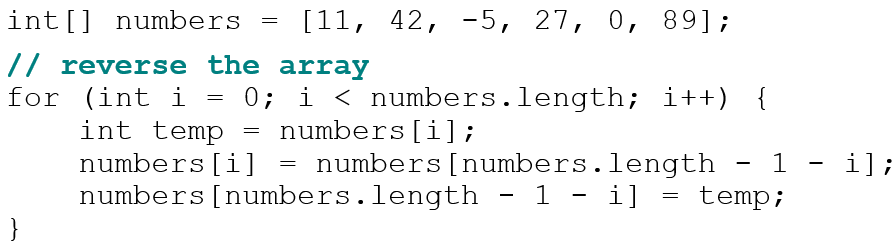 int[] numbers = [11, 42, -5, 27, 0, 89];
// reverse the array
for (int i = 0; i < numbers.length; i++) {
    int temp = numbers[i];
    numbers[i] = numbers[numbers.length - 1 - i];
    numbers[numbers.length - 1 - i] = temp;
}